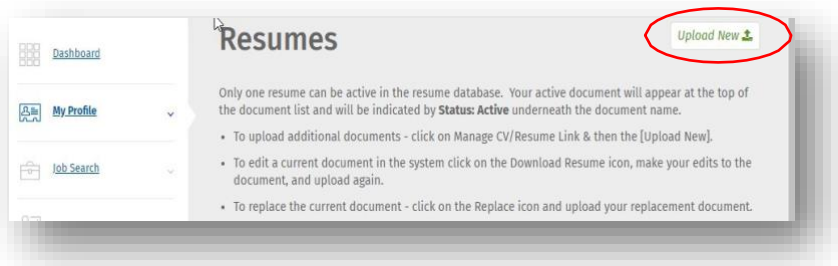 Resumes
Upload New
Dashboard
Only one resume can be active in the resume database. Your active document will appear at the top of
My Profile
the document list and will be indicated by Status: Active underneath the document name.
• To upload additional documents - click on Manage CV/Resume Link & then the [Upload New].
Job Search
• To edit a current document in the system click on the Download Resume icon, make your edits to the
document, and upload again.
• To replace the current document - click on the Replace icon and upload your replacement document.